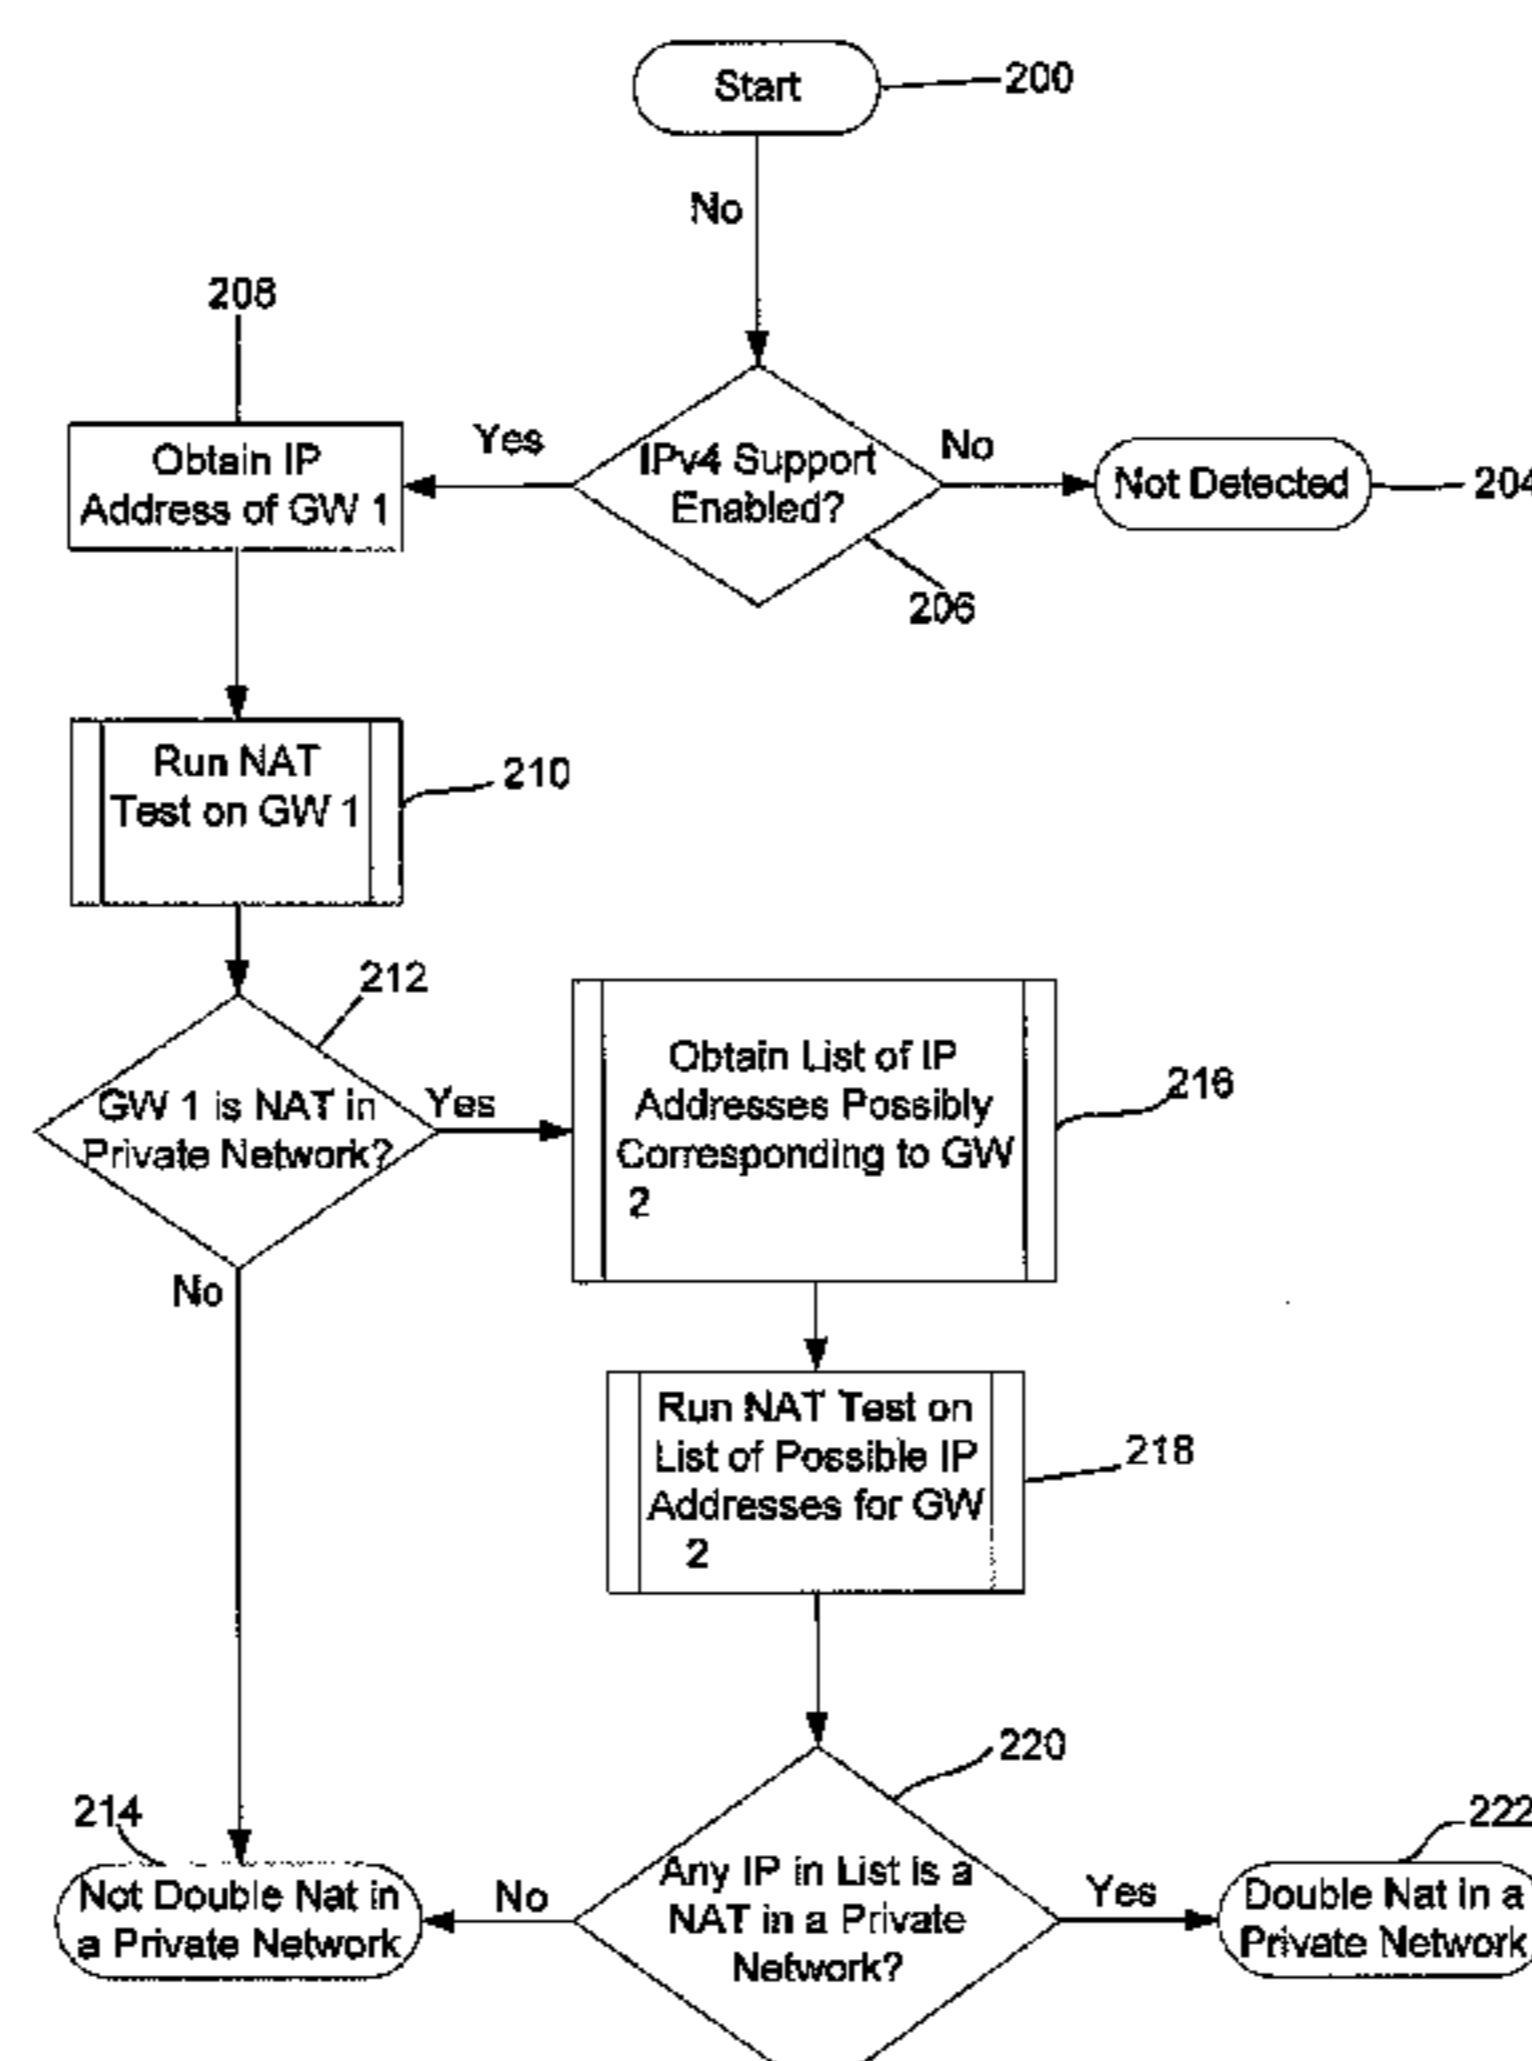 Start
200
No
208
Obtain IP
Address of GW 1
Yes
IPv4 Support
Enabled?
No
Not Detected
204
206
Run NAT
Test on GW 1
210
212
GW 1 is NAT in
Private Network?
Yes
Obtain List of IP
Addresses Possibly
Corresponding to GW
2
216
No
Run NAT Test on
List of Possible IP
Addresses for GW
2
218
220
214
222
Not Double Nat in
a Private Network
No
Any IP in List is a
NAT in a Private
Network?
Yes
Double Nat in a
Private Network